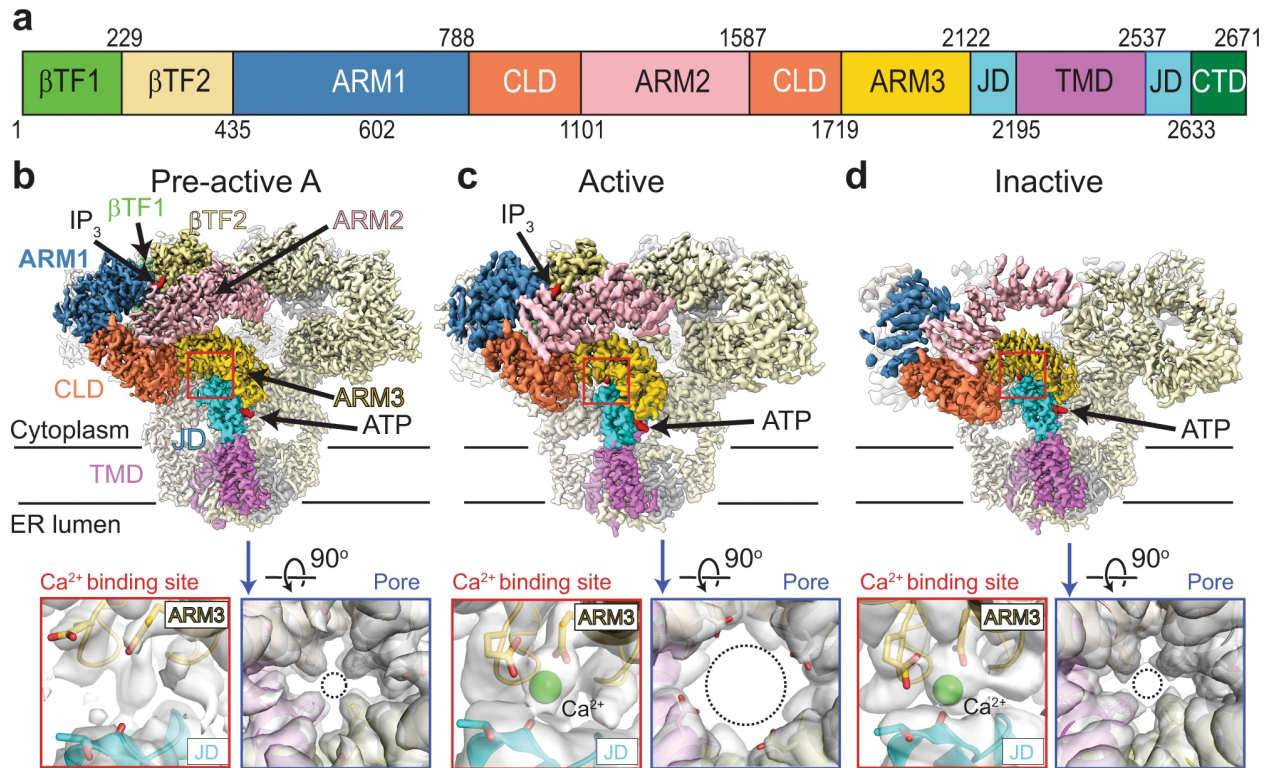 a
229 788 1587 2122 2537 2671
βTF1 βTF2 ARM1 CLD ARM2 CLD ARM3 JD TMD JD CTD
1 435 602 1101 1719 2195 2633
b Pre-active A
IP3 βTF1 βTF2 ARM2
ARM1
CLD
ARM3
ATP
Cytoplasm
JD
TMD
ER lumen
c Active
IP3
ATP
d Inactive
ATP
90o
Ca2+ binding site Pore
ARM3
JD
90o
Ca2+ binding site Pore
ARM3
Ca2+
JD
90o
Ca2+ binding site Pore
ARM3
Ca2+
JD